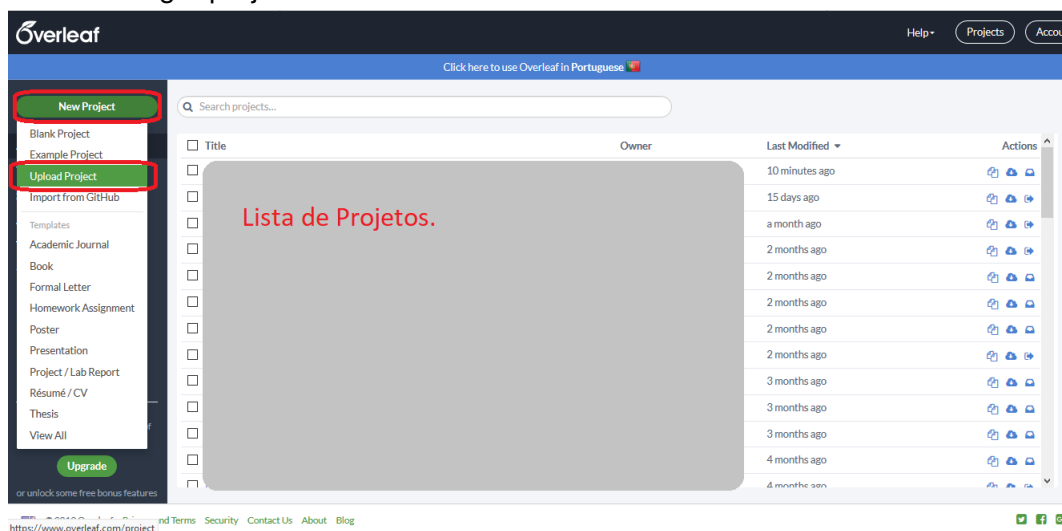 Overleaf
Help
Projects
Click here to use Overleaf in Portuguese
New Project
Search projects...
Blank Project
Example Project
Upload Project
Import from GitHub
Templates
Academic Journal
Book
Formal Letter
Homework Assignment
Poster
Presentation
Project / Lab Report
Résumé / CV
Thesis
View All
Upgrade
or unlock some free bonus features
Title Owner Last Modified Actions
Lista de Projetos.
10 minutes ago
15 days ago
a month ago
2 months ago
2 months ago
2 months ago
2 months ago
2 months ago
3 months ago
3 months ago
3 months ago
4 months ago
4 months ago
Terms Security Contact Us About Blog
https://www.overleaf.com/project